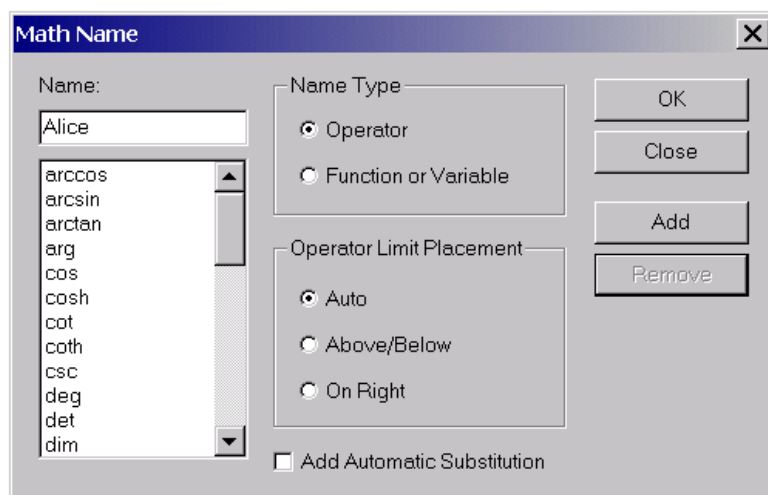 Math Name
Name:
Alice
arccos
arcsin
arctan
arg
cos
cosh
cot
coth
csc
deg
det
dim
Name Type
Operator
Function or Variable
Operator Limit Placement
Auto
Above/Below
On Right
Add Automatic Substitution
OK
Close
Add
Remove